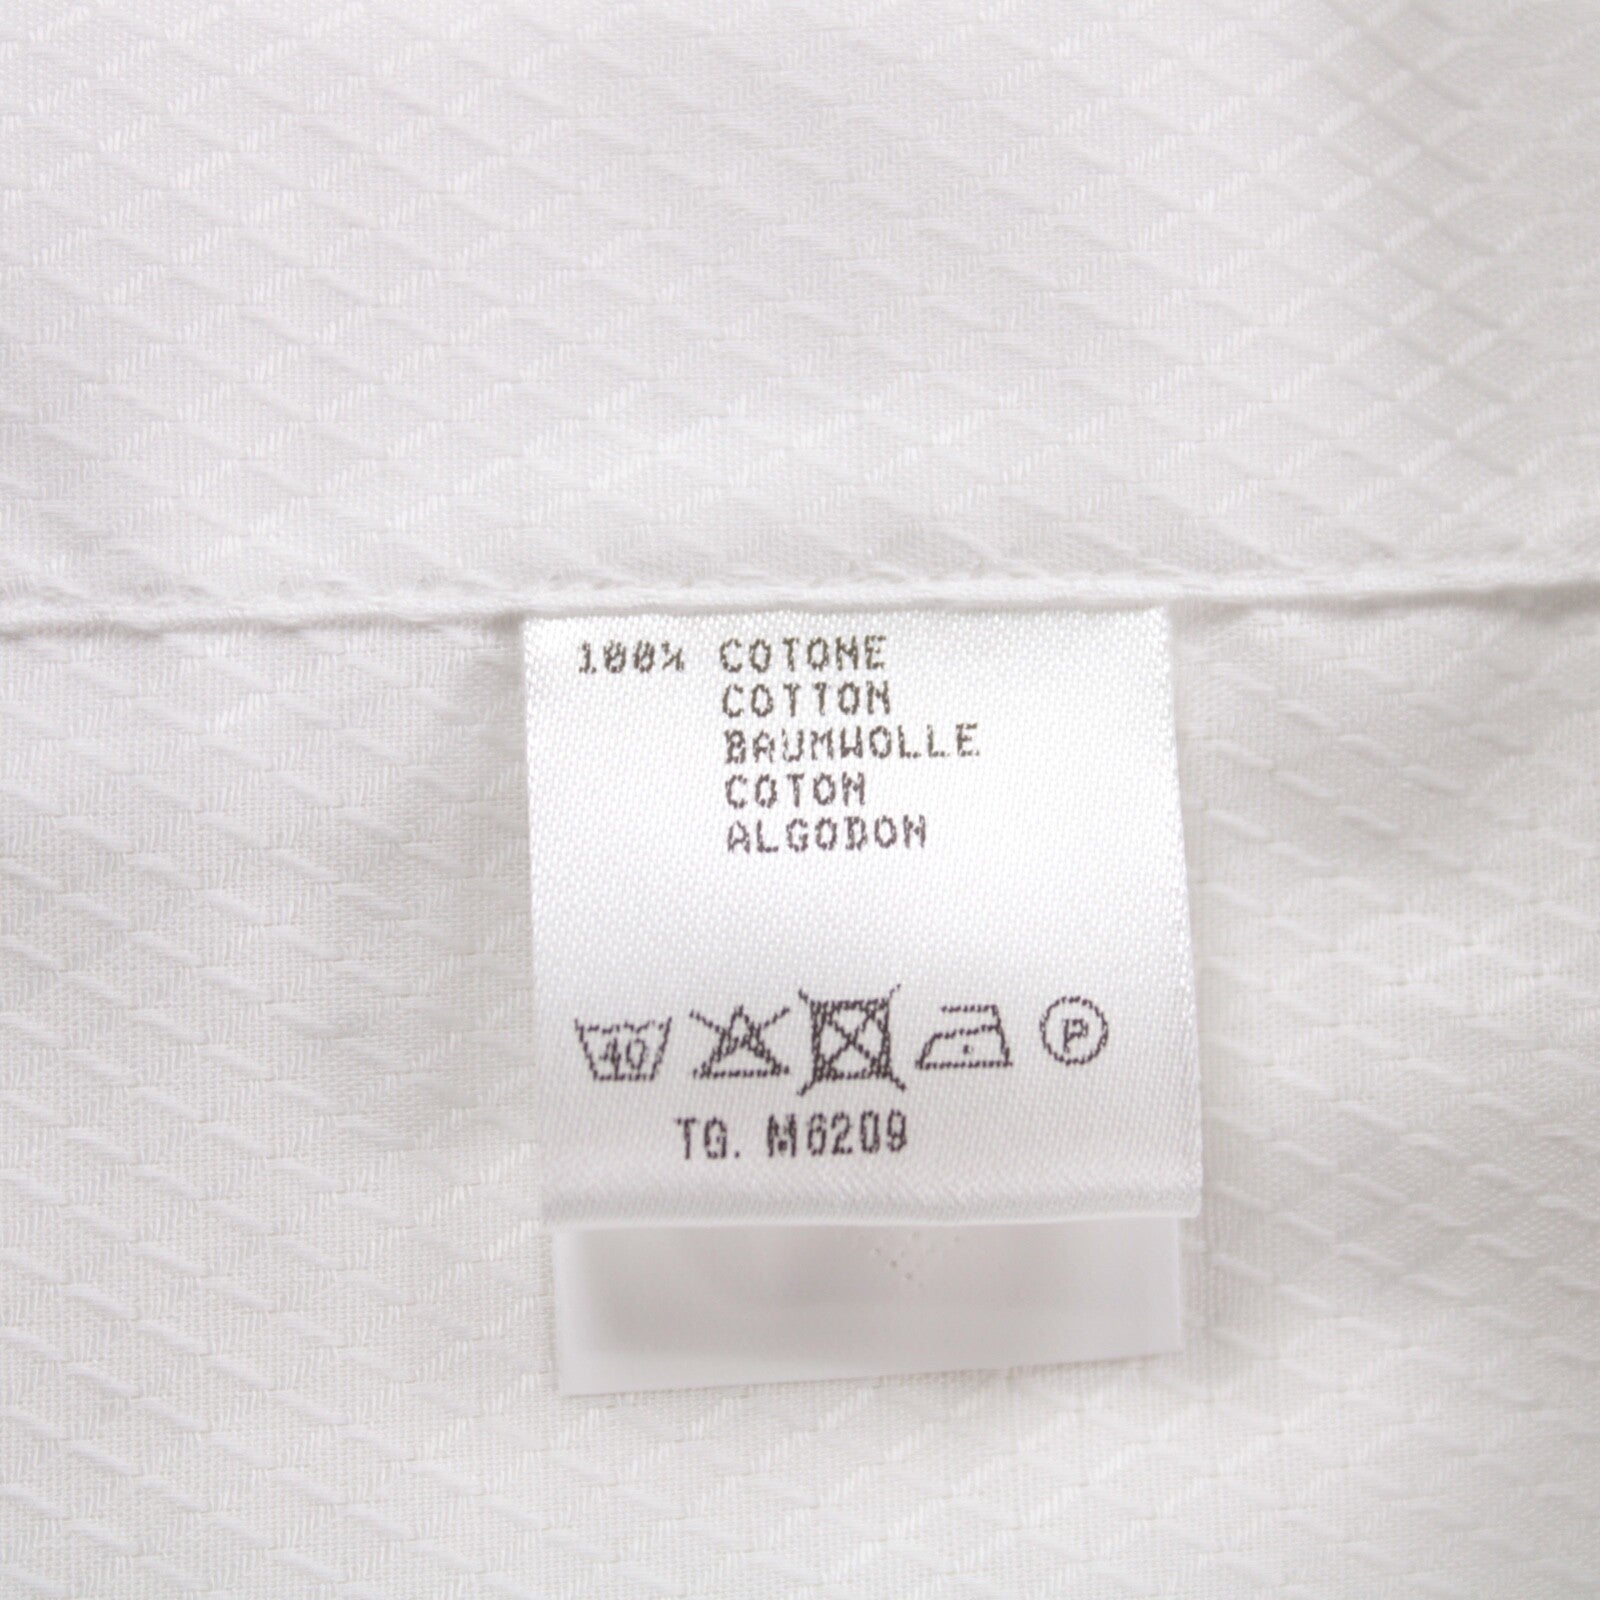 100% COTONE
COTTON
BAUMWOLLE
COTON
ALGODON
40 P
TG. M6209